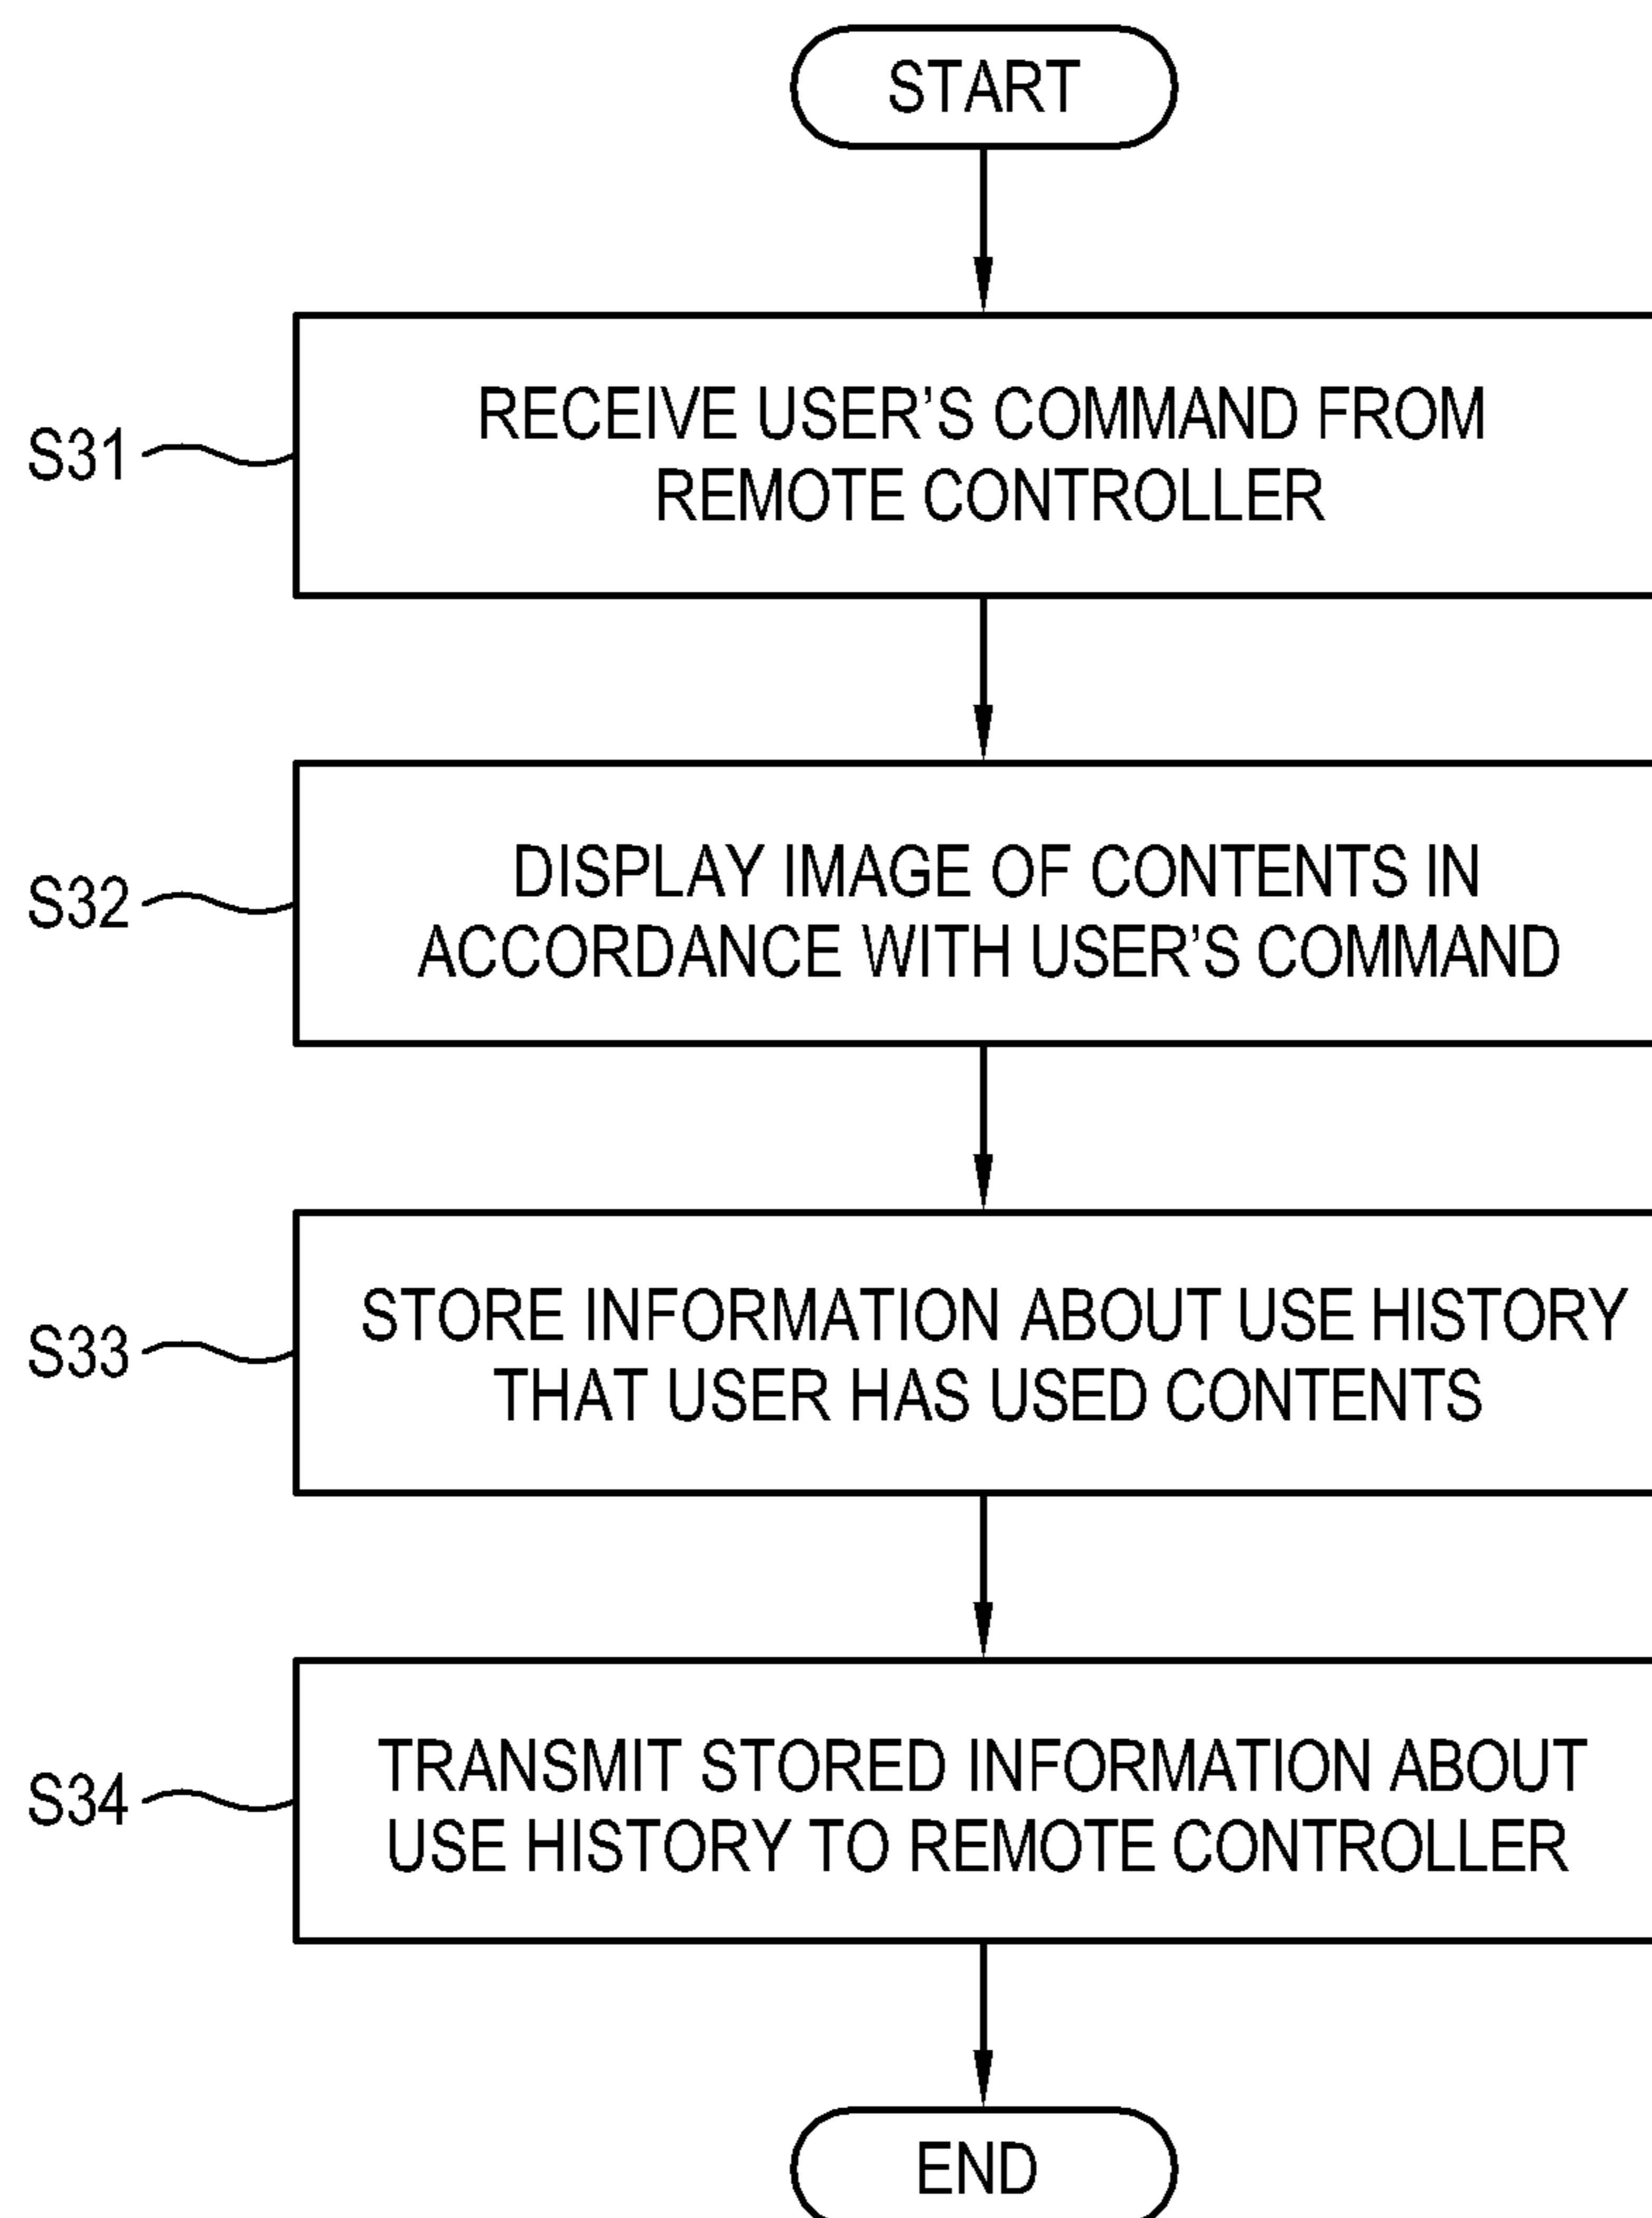 START
S31
RECEIVE USER’S COMMAND FROM
REMOTE CONTROLLER
S32
DISPLAY IMAGE OF CONTENTS IN
ACCORDANCE WITH USER’S COMMAND
S33
STORE INFORMATION ABOUT USE HISTORY
THAT USER HAS USED CONTENTS
S34
TRANSMIT STORED INFORMATION ABOUT
USE HISTORY TO REMOTE CONTROLLER
END